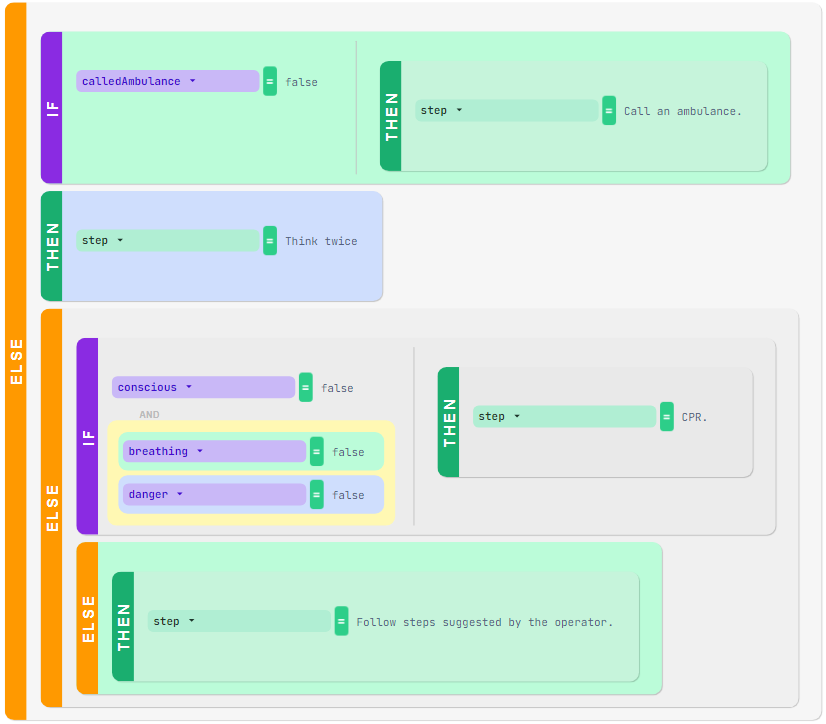 ELSE
IF
calledAmbulance = false
THEN
step = Call an ambulance.
THEN
step = Think twice
ELSE
IF
conscious = false
AND
breathing = false
danger = false
THEN
step = CPR.
ELSE
THEN
step = Follow steps suggested by the operator.